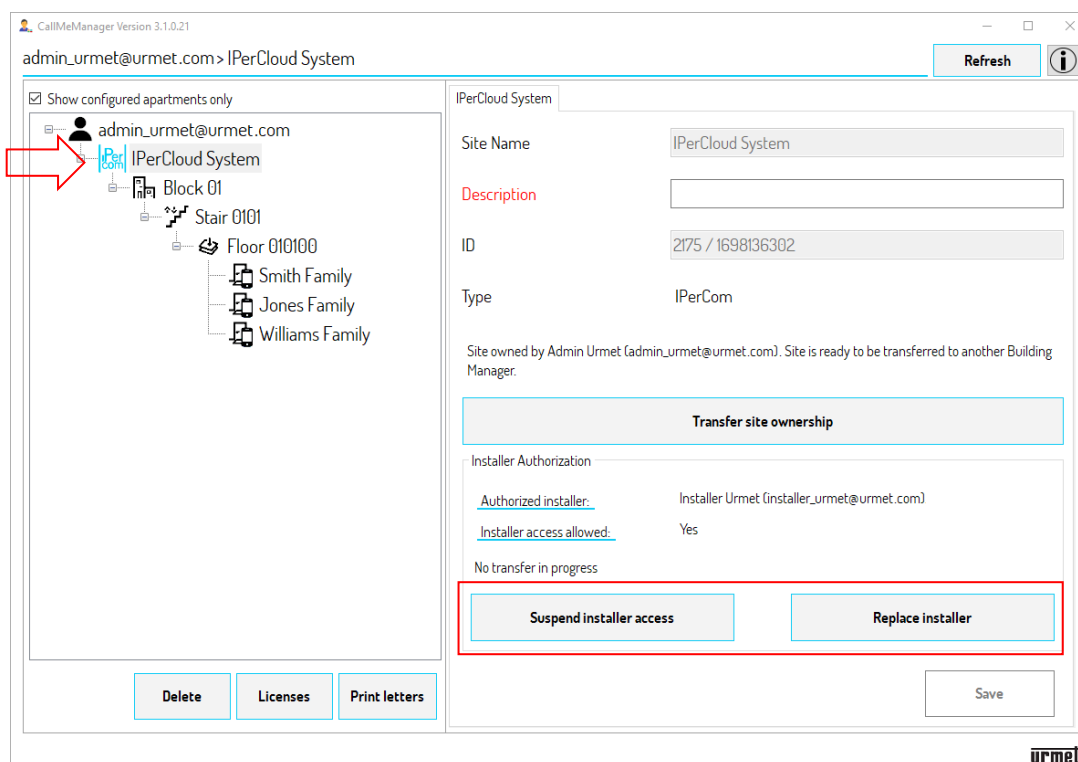 CallMeManager Version 3.1.0.21
admin_urmet@urmet.com > IPerCloud System
Refresh
Show configured apartments only
admin_urmet@urmet.com
IPer
com
IPerCloud System
Block 01
Stair 0101
Floor 010100
Smith Family
Jones Family
Williams Family
Delete
Licenses
Print letters
IPerCloud System
Site Name
IPerCloud System
Description
ID
2175 / 1698136302
Type
IPerCom
Site owned by Admin Urmet (admin_urmet@urmet.com). Site is ready to be transferred to another Building
Manager.
Transfer site ownership
Installer Authorization
Authorized installer:
Installer Urmet (installer_urmet@urmet.com)
Installer access allowed:
Yes
No transfer in progress
Suspend installer access
Replace installer
Save
urmet